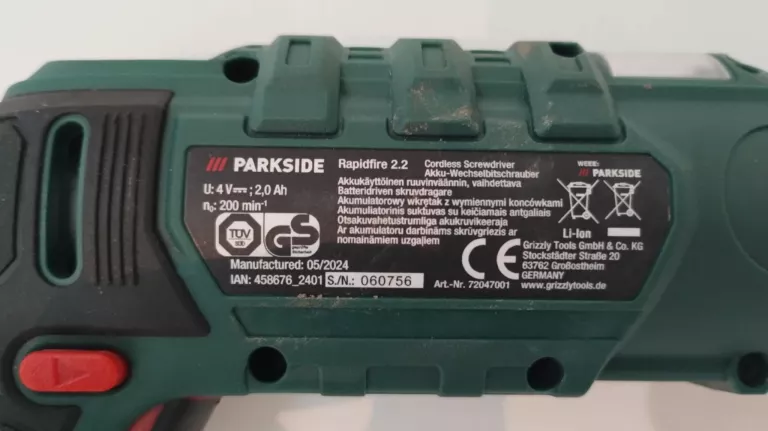 PARKSIDE Rapidfire 2.2
Cordless Screwdriver
Akku-Wechselbitschrauber
WEEE:
PARKSIDE
U: 4 V⎓; 2,0 Ah
n₀: 200 min⁻¹
Akkukäyttöinen ruuvinväännin, vaihdettava
Batteridriven skruvdragare
Akumulatorowy wkrętak z wymiennymi końcówkami
Akumuliatorinis suktuvas su keičiamais antgaliais
Otsakuvahetustrumliga akukruvikeeraja
Ar akumulatoru darbināms skrūvgriezis ar
nomaināmiem uzgaļiem
TÜV
SÜD
GS
Li-Ion
CE
Grizzly Tools GmbH & Co. KG
Stockstädter Straße 20
63762 Großostheim
GERMANY
www.grizzlytools.de
Manufactured: 05/2024
IAN: 458676_2401 S./N.: 060756
Art.-Nr. 72047001